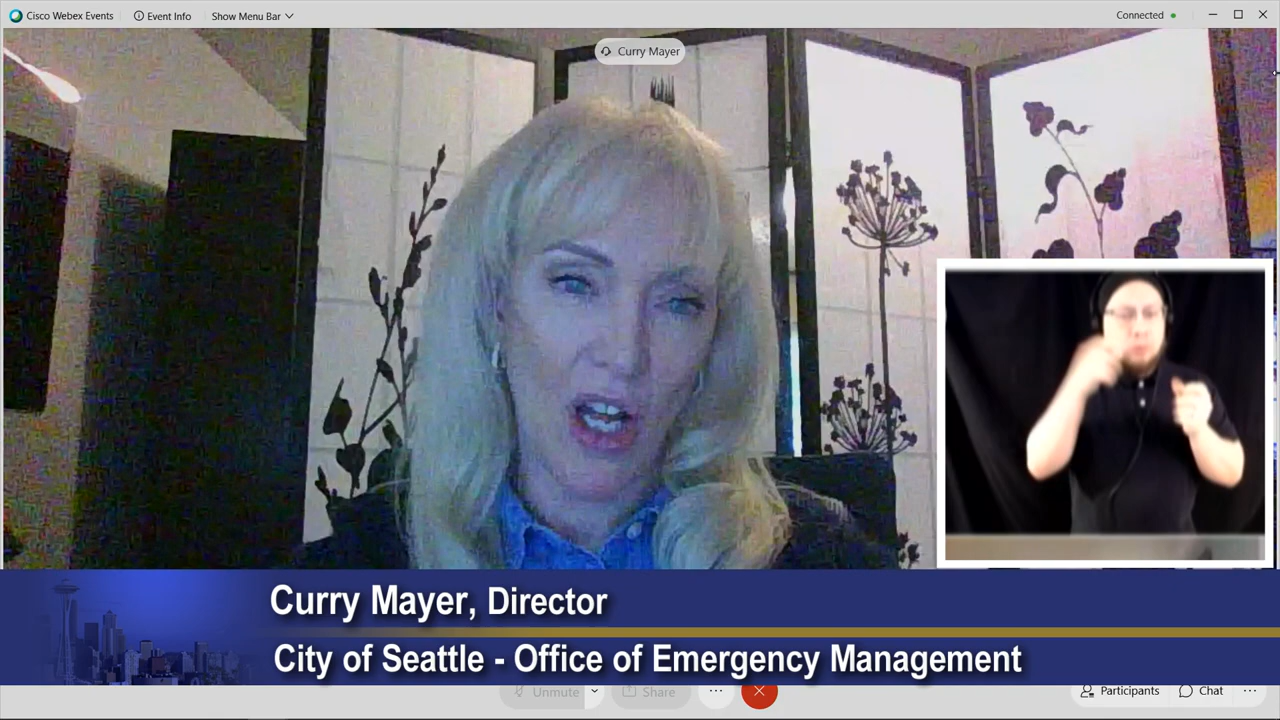 Cisco Webex Events
Event Info
Show Menu Bar
Connected
Curry Mayer
Curry Mayer, Director
City of Seattle - Office of Emergency Management
Unmute
Share
Participants
Chat